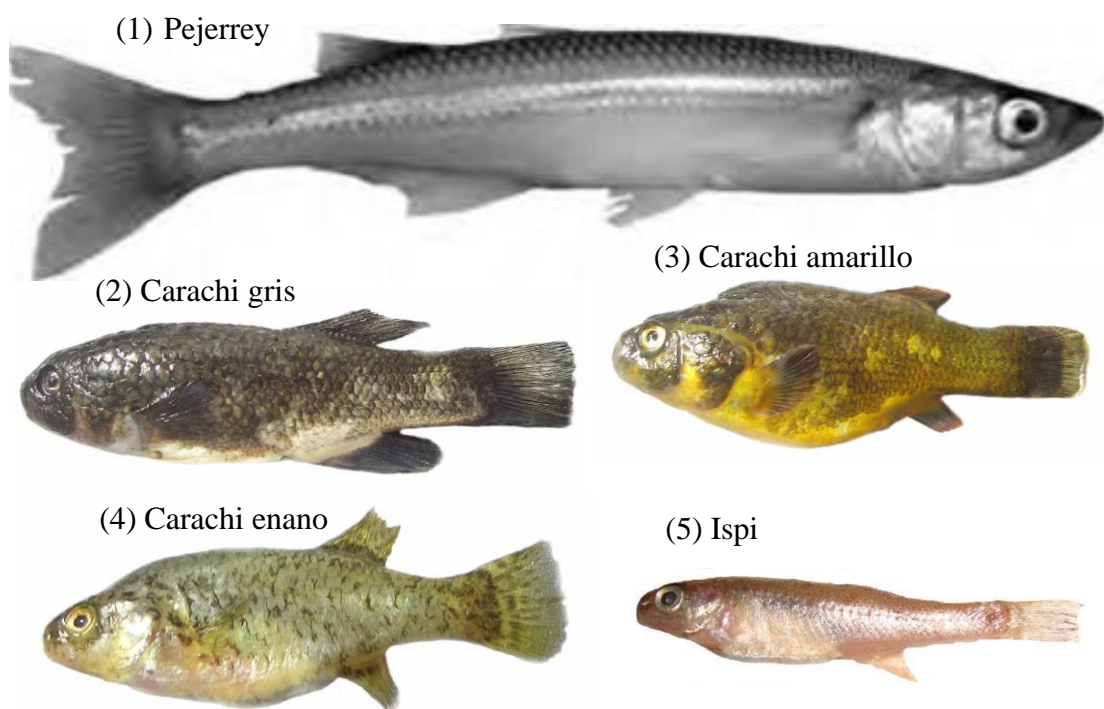 (1) Pejerrey
(2) Carachi gris
(3) Carachi amarillo
(4) Carachi enano
(5) Ispi